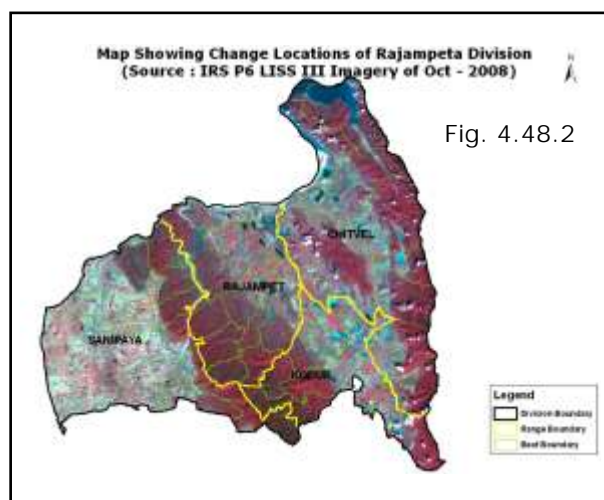 Map Showing Change Locations of Rajampeta Division
(Source : IRS P6 LISS III Imagery of Oct - 2008)
N
Fig. 4.48.2
CHITVEL
RAJAMPET
SANIPAYA
KODUR
Legend
Division Boundary
Range Boundary
Beat Boundary